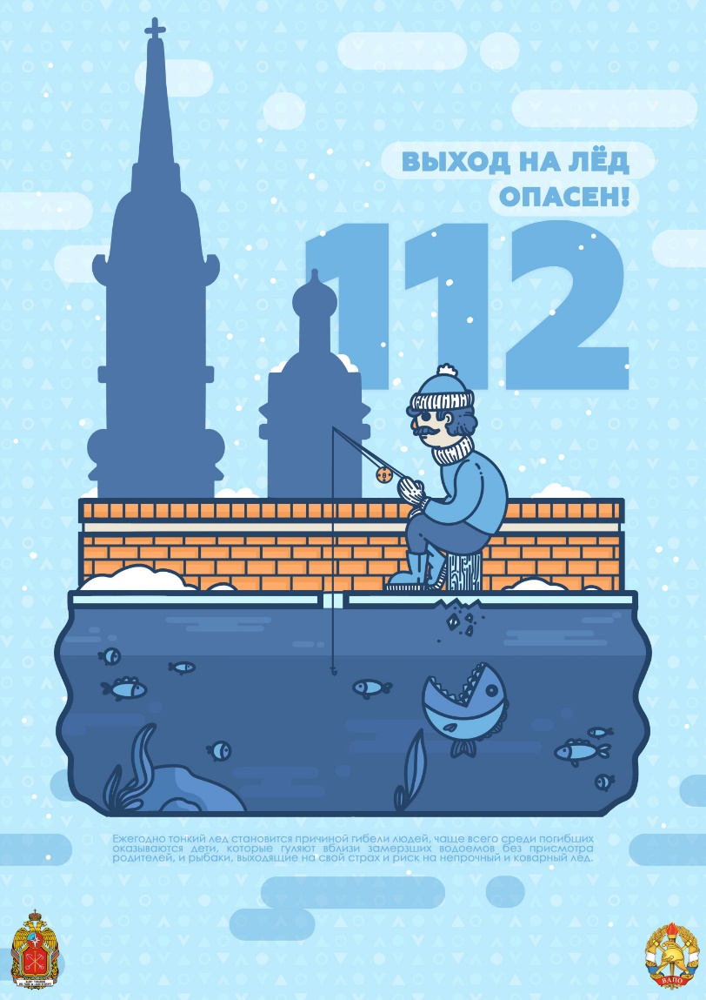 ВЫХОД НА ЛЁД
ОПАСЕН!
112
Ежегодно тонкий лед становится причиной гибели людей, чаще всего среди погибших
оказываются дети, которые гуляют вблизи замерзших водоемов без присмотра
родителей, и рыбаки, выходящие на свой страх и риск на непрочный и коварный лёд.
ВДПО